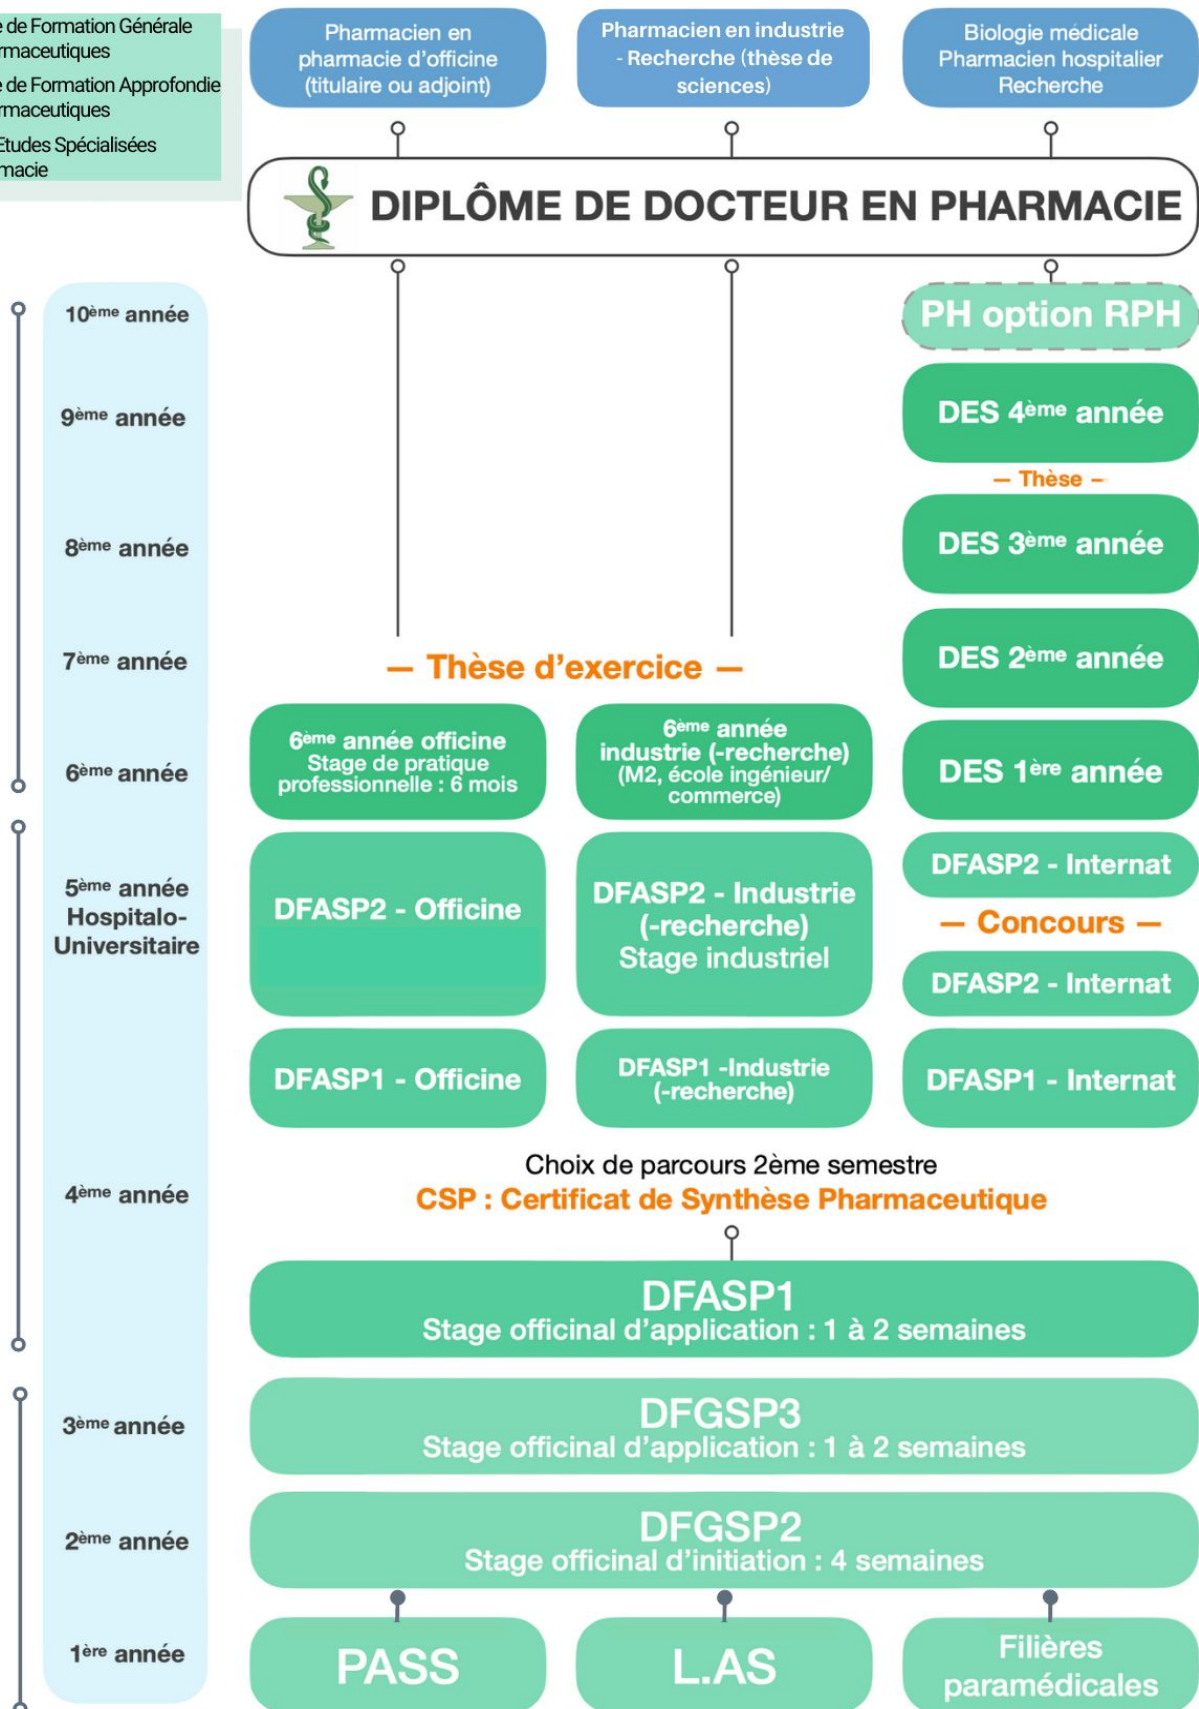 de Formation Générale
rmaceutiques
de Formation Approfondie
rmaceutiques
Etudes Spécialisées
macie
Pharmacien en
pharmacie d'officine
(titulaire ou adjoint)
Pharmacien en industrie
- Recherche (thèse de
sciences)
Biologie médicale
Pharmacien hospitalier
Recherche
DIPLÔME DE DOCTEUR EN PHARMACIE
10ème année
PH option RPH
9ème année
DES 4ème année
— Thèse –
8ème année
DES 3ème année
7ème année
— Thèse d'exercice —
DES 2ème année
6ème année
6ème année officine
Stage de pratique
professionnelle : 6 mois
6ème année
industrie (-recherche)
(M2, école ingénieur/
commerce)
DES 1ère année
5ème année
Hospitalo-
Universitaire
DFASP2 - Officine
DFASP2 - Industrie
(-recherche)
Stage industriel
DFASP2 - Internat
— Concours —
DFASP2 - Internat
DFASP1 - Officine
DFASP1 -Industrie
(-recherche)
DFASP1 - Internat
4ème année
Choix de parcours 2ème semestre
CSP : Certificat de Synthèse Pharmaceutique
DFASP1
Stage officinal d'application : 1 à 2 semaines
3ème année
DFGSP3
Stage officinal d'application : 1 à 2 semaines
2ème année
DFGSP2
Stage officinal d'initiation : 4 semaines
1ère année
PASS
L.AS
Filières
paramédicales